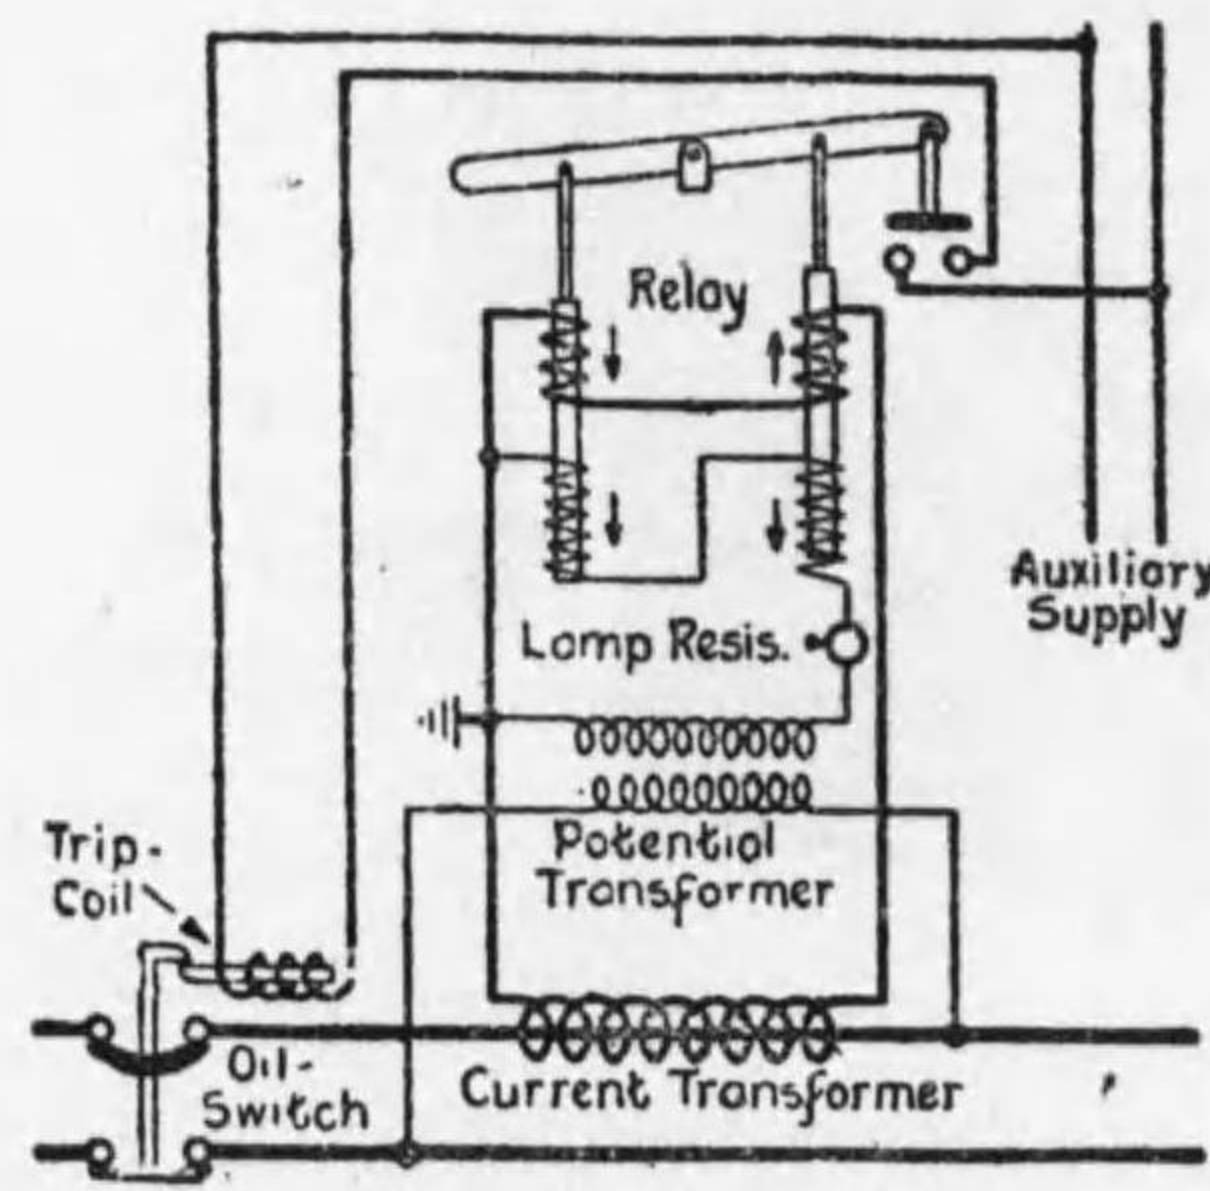 Relay
Auxiliary
Supply
Lamp Resis.
Potential
Transformer
Trip-
Coil
Oil-
Switch
Current Transformer